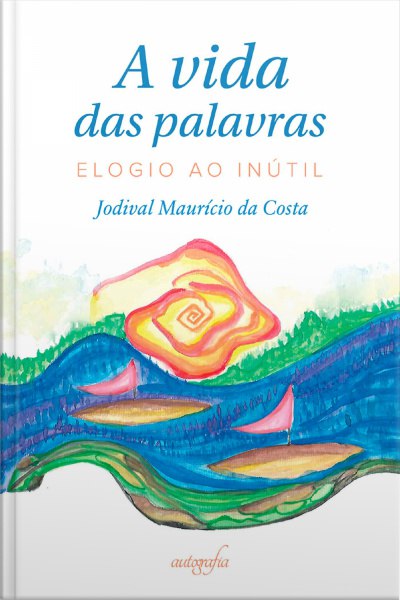 A vida
das palavras
ELOGIO AO INÚTIL
Jodival Maurício da Costa
autografia